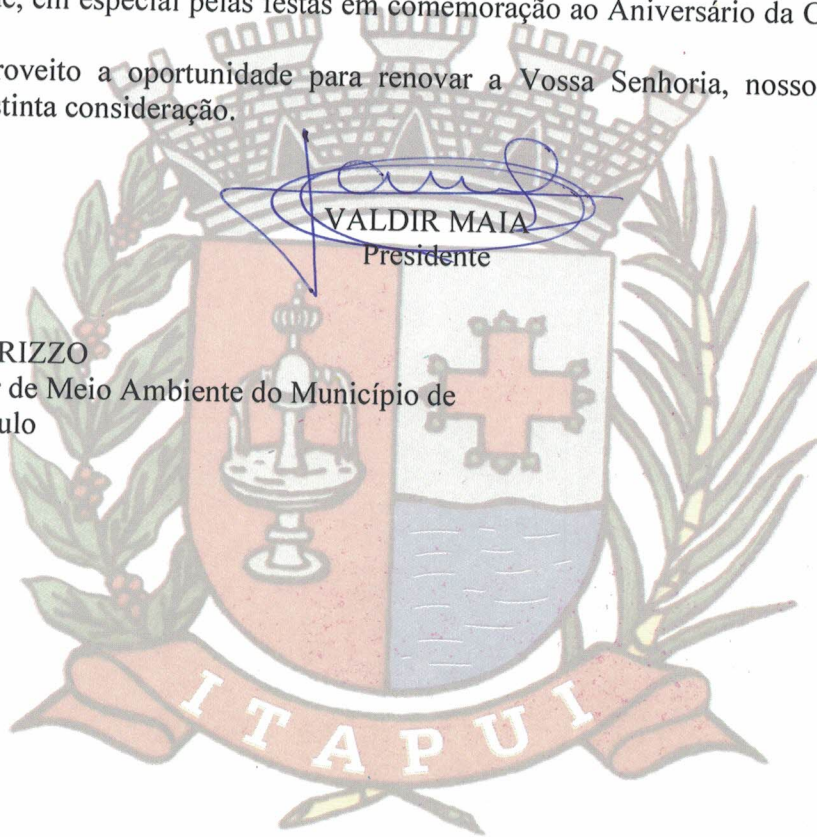 em especial pelas festas em comemoração ao Aniversário da C
roveito a oportunidade para renovar a Vossa Senhoria, nosso
stinta consideração.
VALDIR MAIA
Presidente
RIZZO
de Meio Ambiente do Município de
ulo
ITAPUI